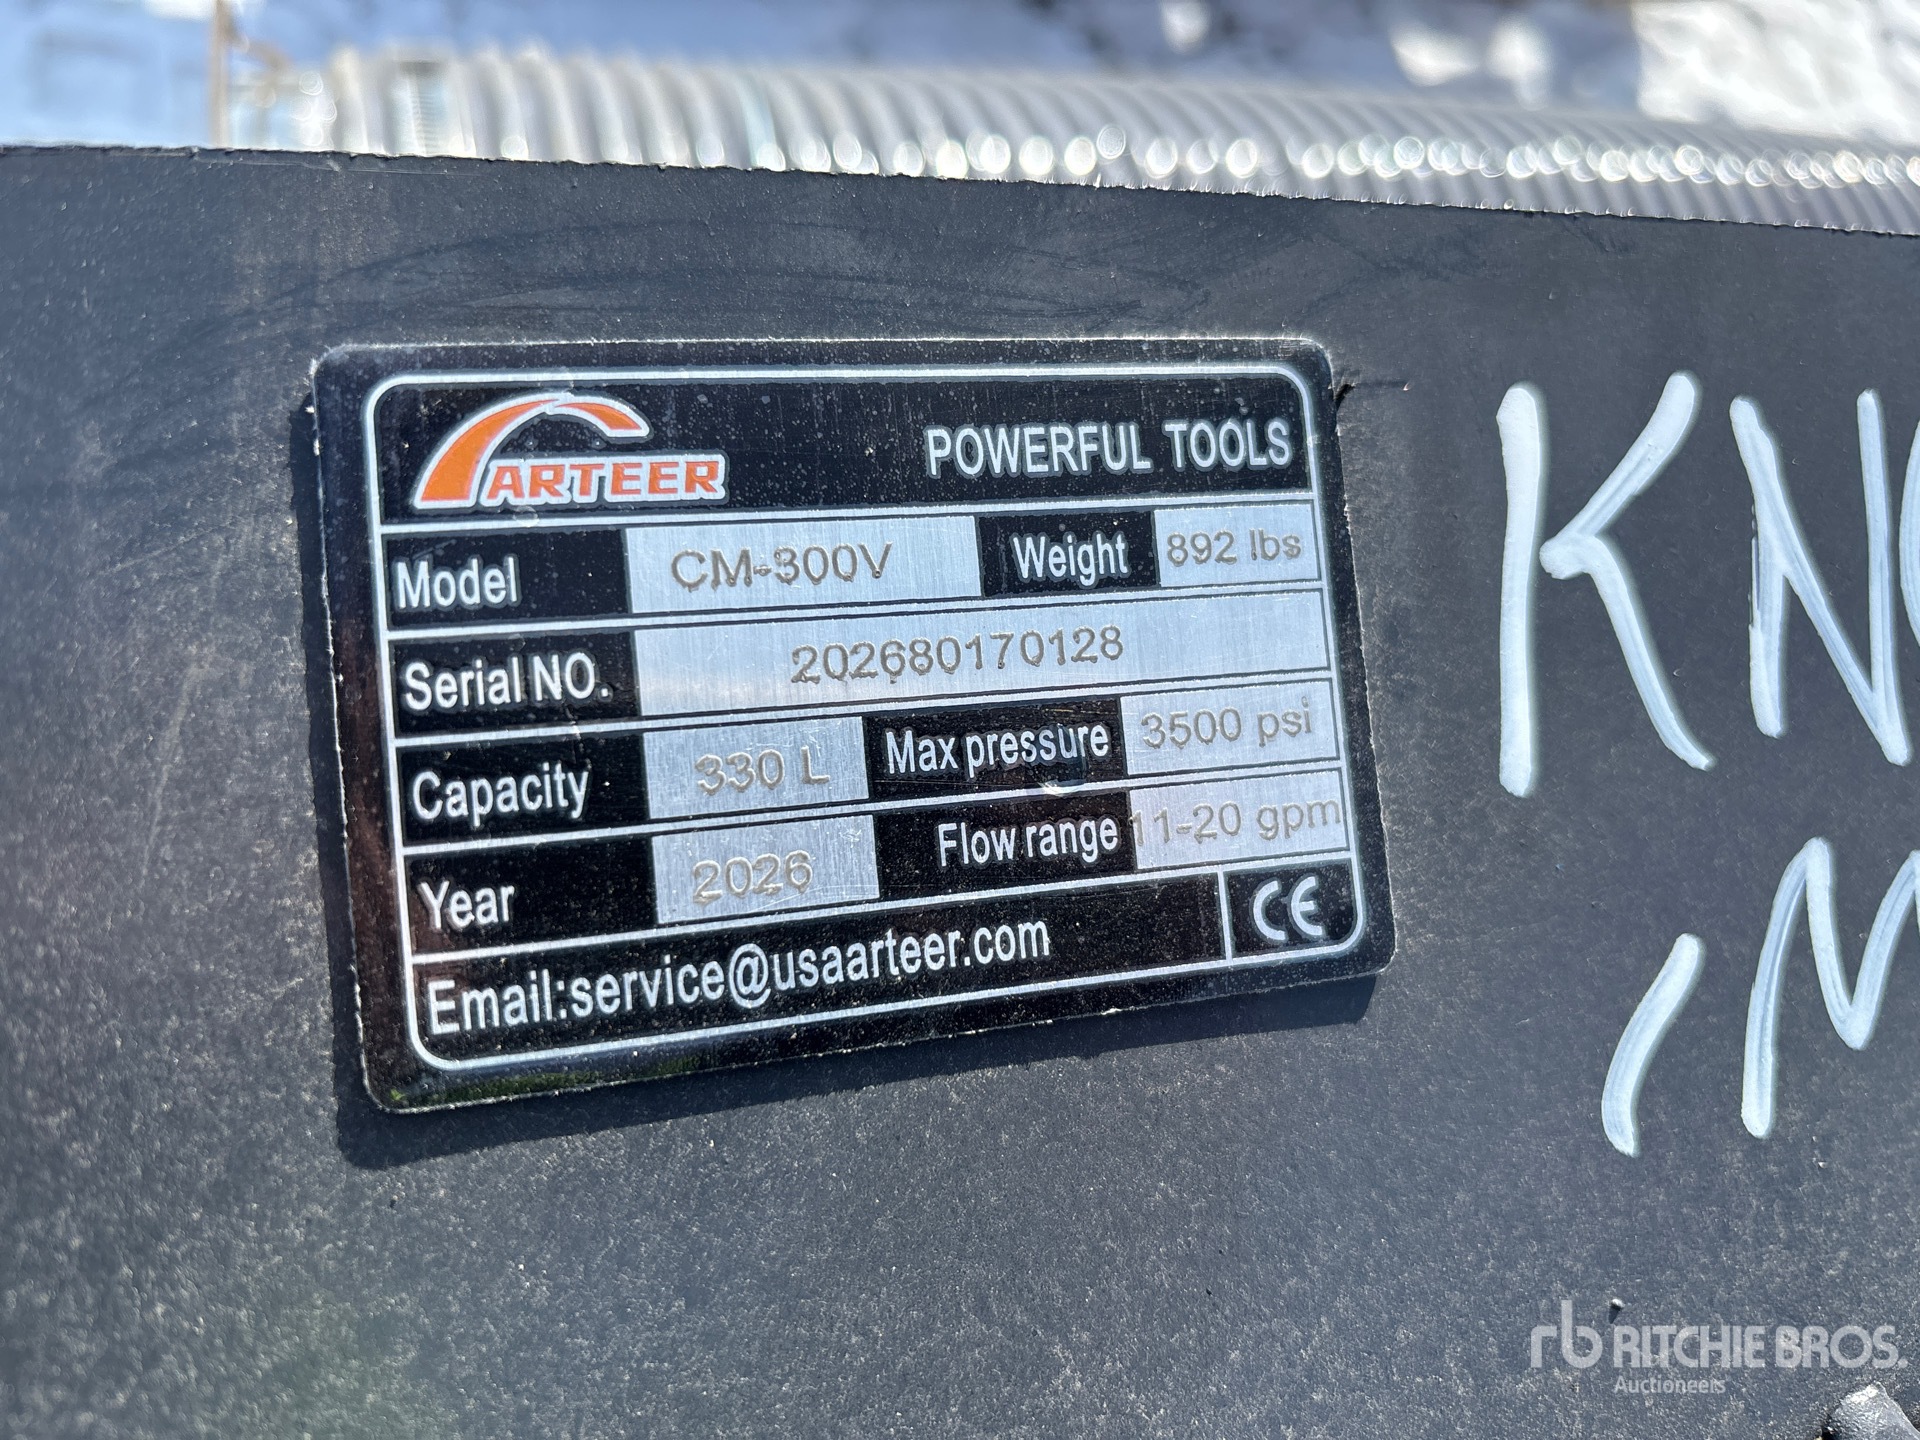 ARTEER POWERFUL TOOLS
Model CM-300V Weight 892 lbs
Serial NO. 202680170128
Capacity 330 L Max pressure 3500 psi
Year 2026 Flow range 11-20 gpm
Email:service@usaarteer.com CE
rb RITCHIE BROS.
Auctioneers